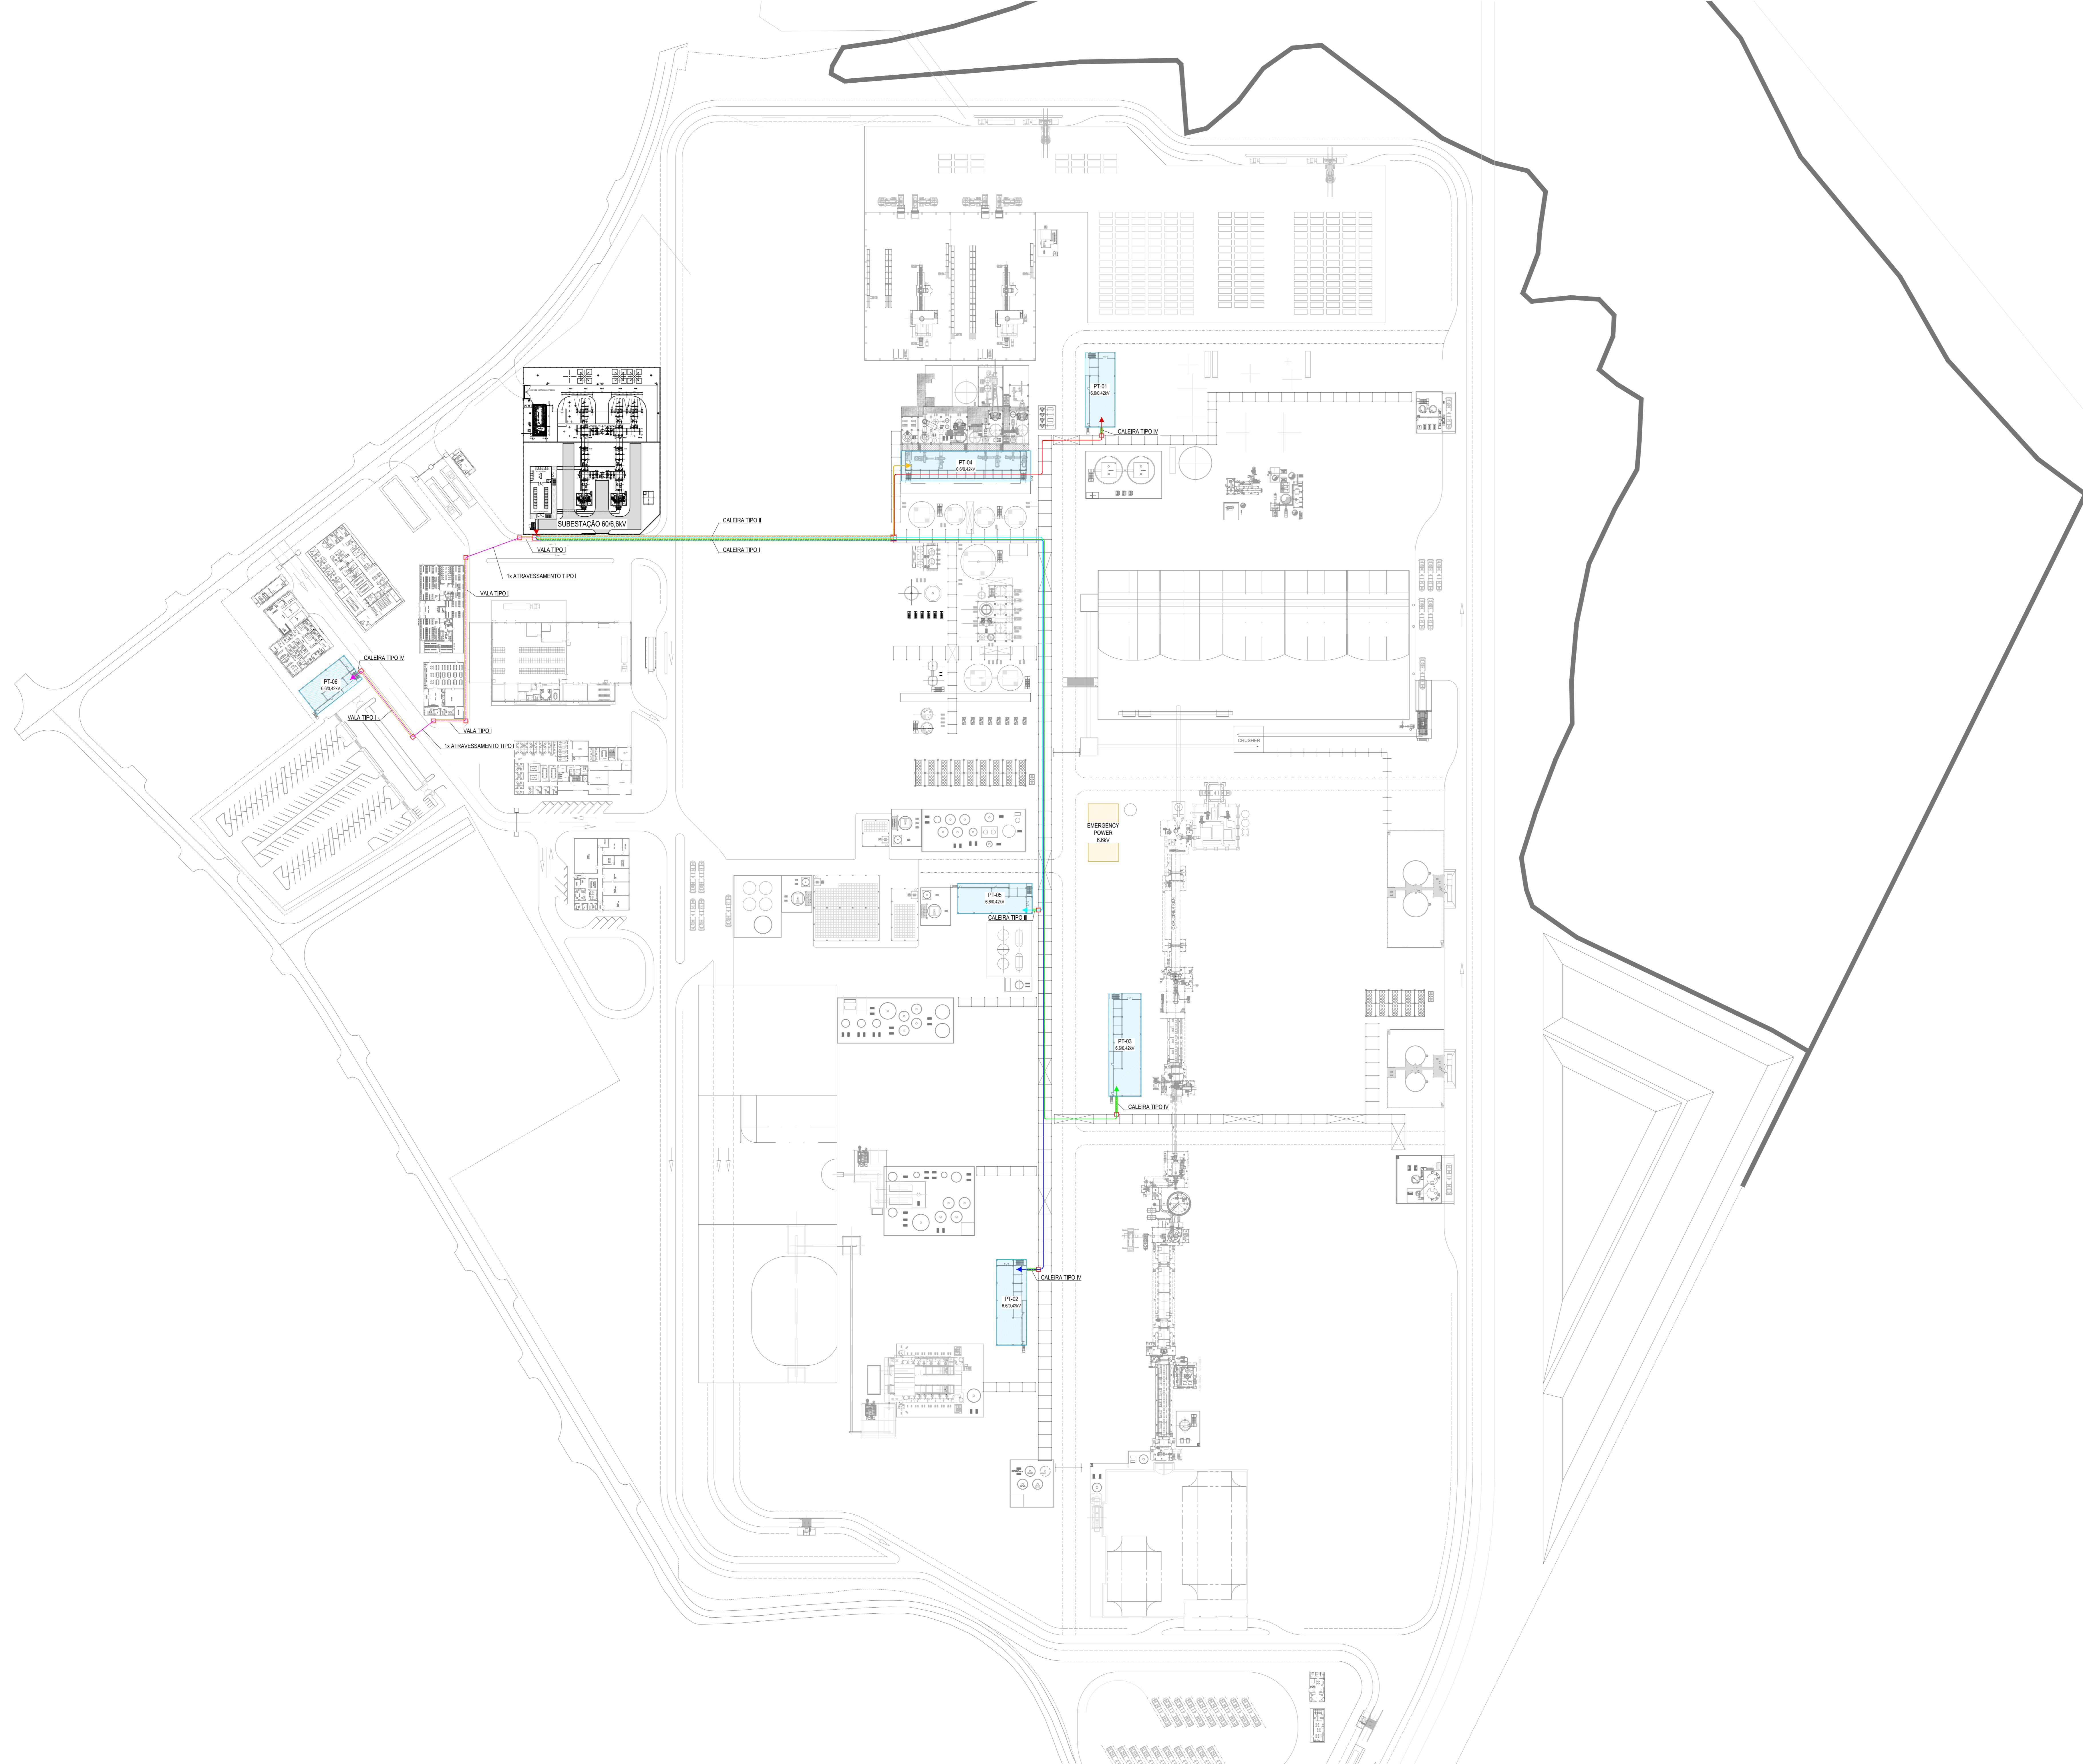 PT-01
6,6/0,42kV
CALEIRA TIPO IV
PT-04
6,6/0,42kV
SUBESTAÇÃO 60/6,6kV
CALEIRA TIPO II
VALA TIPO I
CALEIRA TIPO I
1x ATRAVESSAMENTO TIPO I
VALA TIPO I
CALEIRA TIPO IV
PT-06
6,6/0,42kV
VALA TIPO I
VALA TIPO I
1x ATRAVESSAMENTO TIPO I
CRUSHER
EMERGENCY
POWER
6.6kV
PT-05
6,6/0,42kV
CALEIRA TIPO III
PT-03
6,6/0,42kV
CALEIRA TIPO IV
CALEIRA TIPO IV
PT-02
6,6/0,42kV